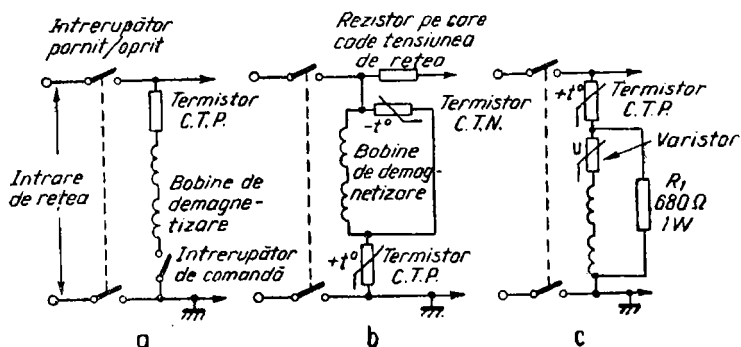 Intrerupător
pornit/oprit
Termistor
C.T.P.
Intrare
de rețea
Bobine de
demagne-
tizare
Intrerupător
de comandă
a
Rezistor pe care
cade tensiunea
de rețea
-t°
Termistor
C.T.N.
Bobine
de demag-
netizare
+t°
Termistor
C.T.P.
b
+t°
Termistor
C.T.P.
U
Varistor
R1
680Ω
1W
c